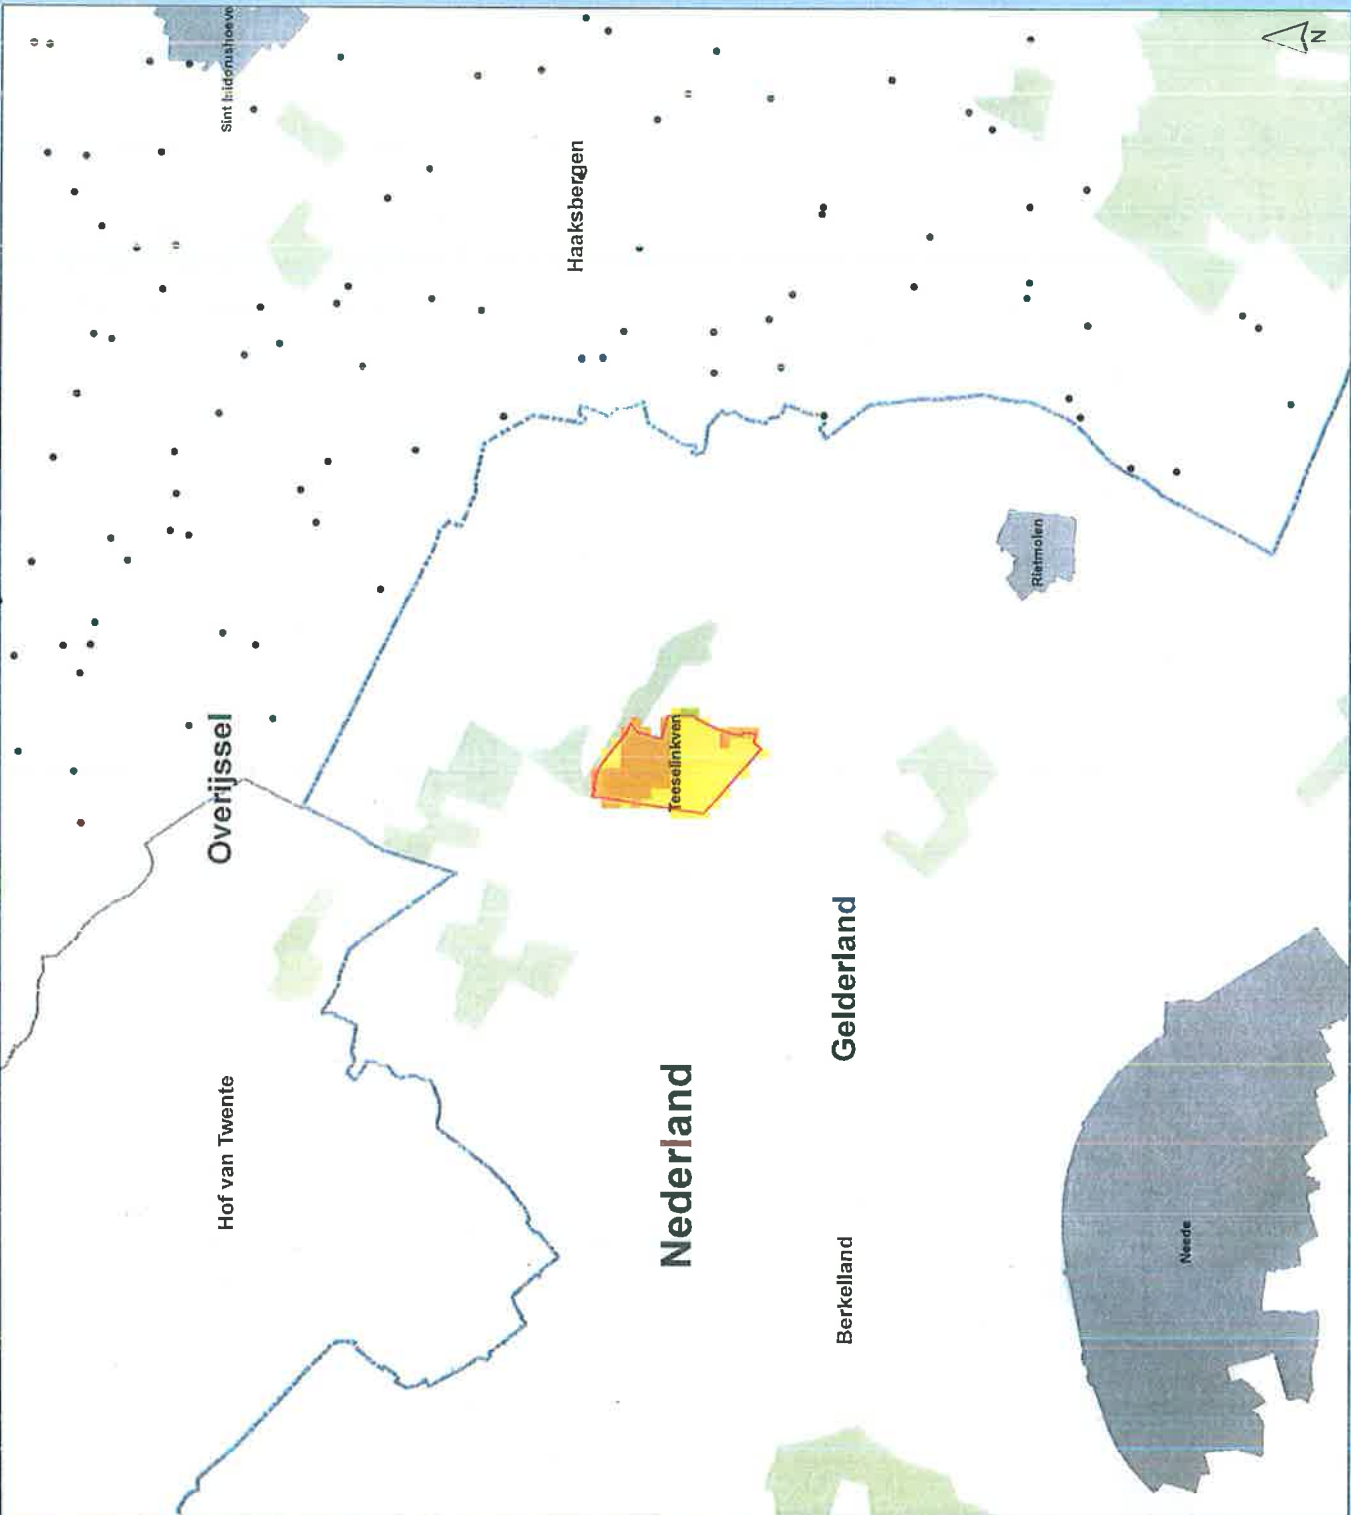 Hof van Twente
Overijssel
Sint Isidorushoeve
Haaksbergen
Nederland
Teeselinkven
Berkelland
Gelderland
Rietmolen
Neede
N